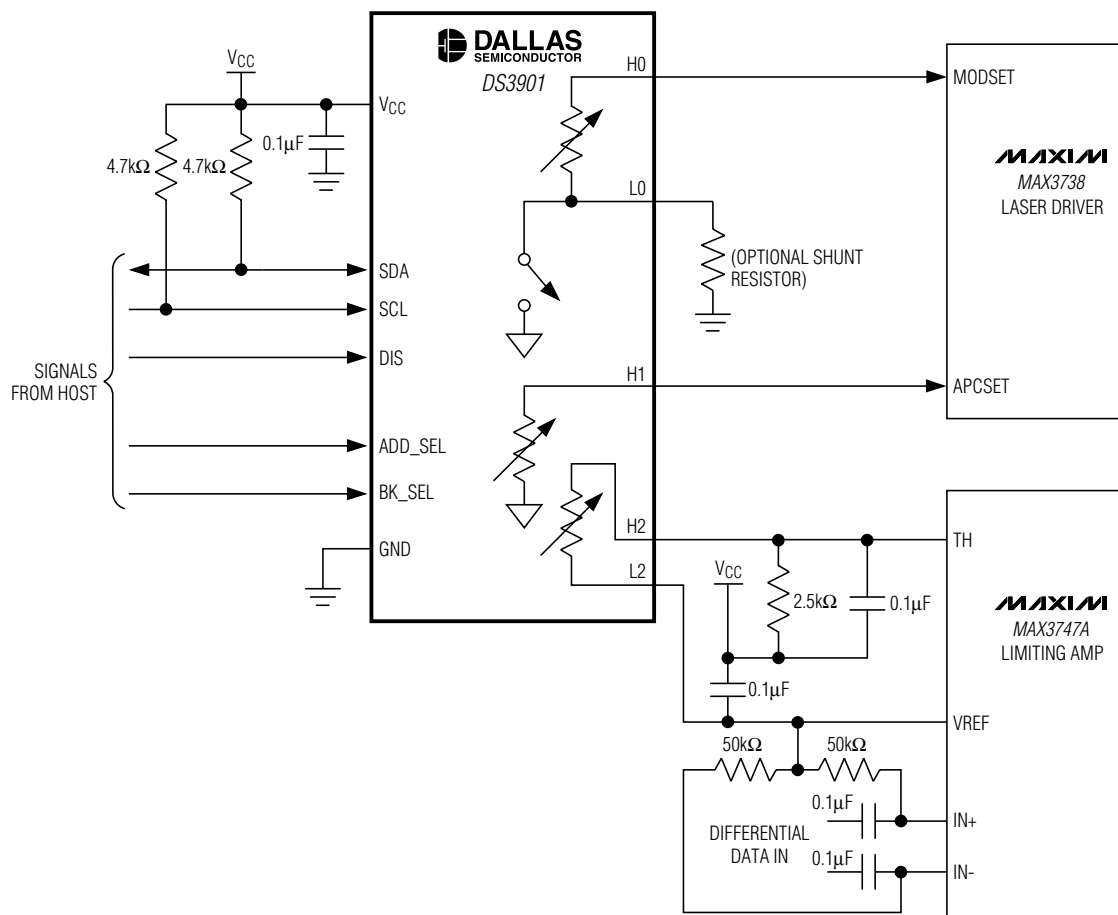 DALLAS
SEMICONDUCTOR
DS3901
VCC
VCC
0.1µF
4.7kΩ
4.7kΩ
SDA
SCL
DIS
ADD_SEL
BK_SEL
GND
SIGNALS
FROM HOST
H0
L0
(OPTIONAL SHUNT
RESISTOR)
H1
H2
L2
MODSET
MAXIM
MAX3738
LASER DRIVER
APCSET
TH
VCC
2.5kΩ
0.1µF
MAXIM
MAX3747A
LIMITING AMP
0.1µF
VREF
50kΩ
50kΩ
0.1µF
IN+
DIFFERENTIAL
DATA IN
0.1µF
IN-